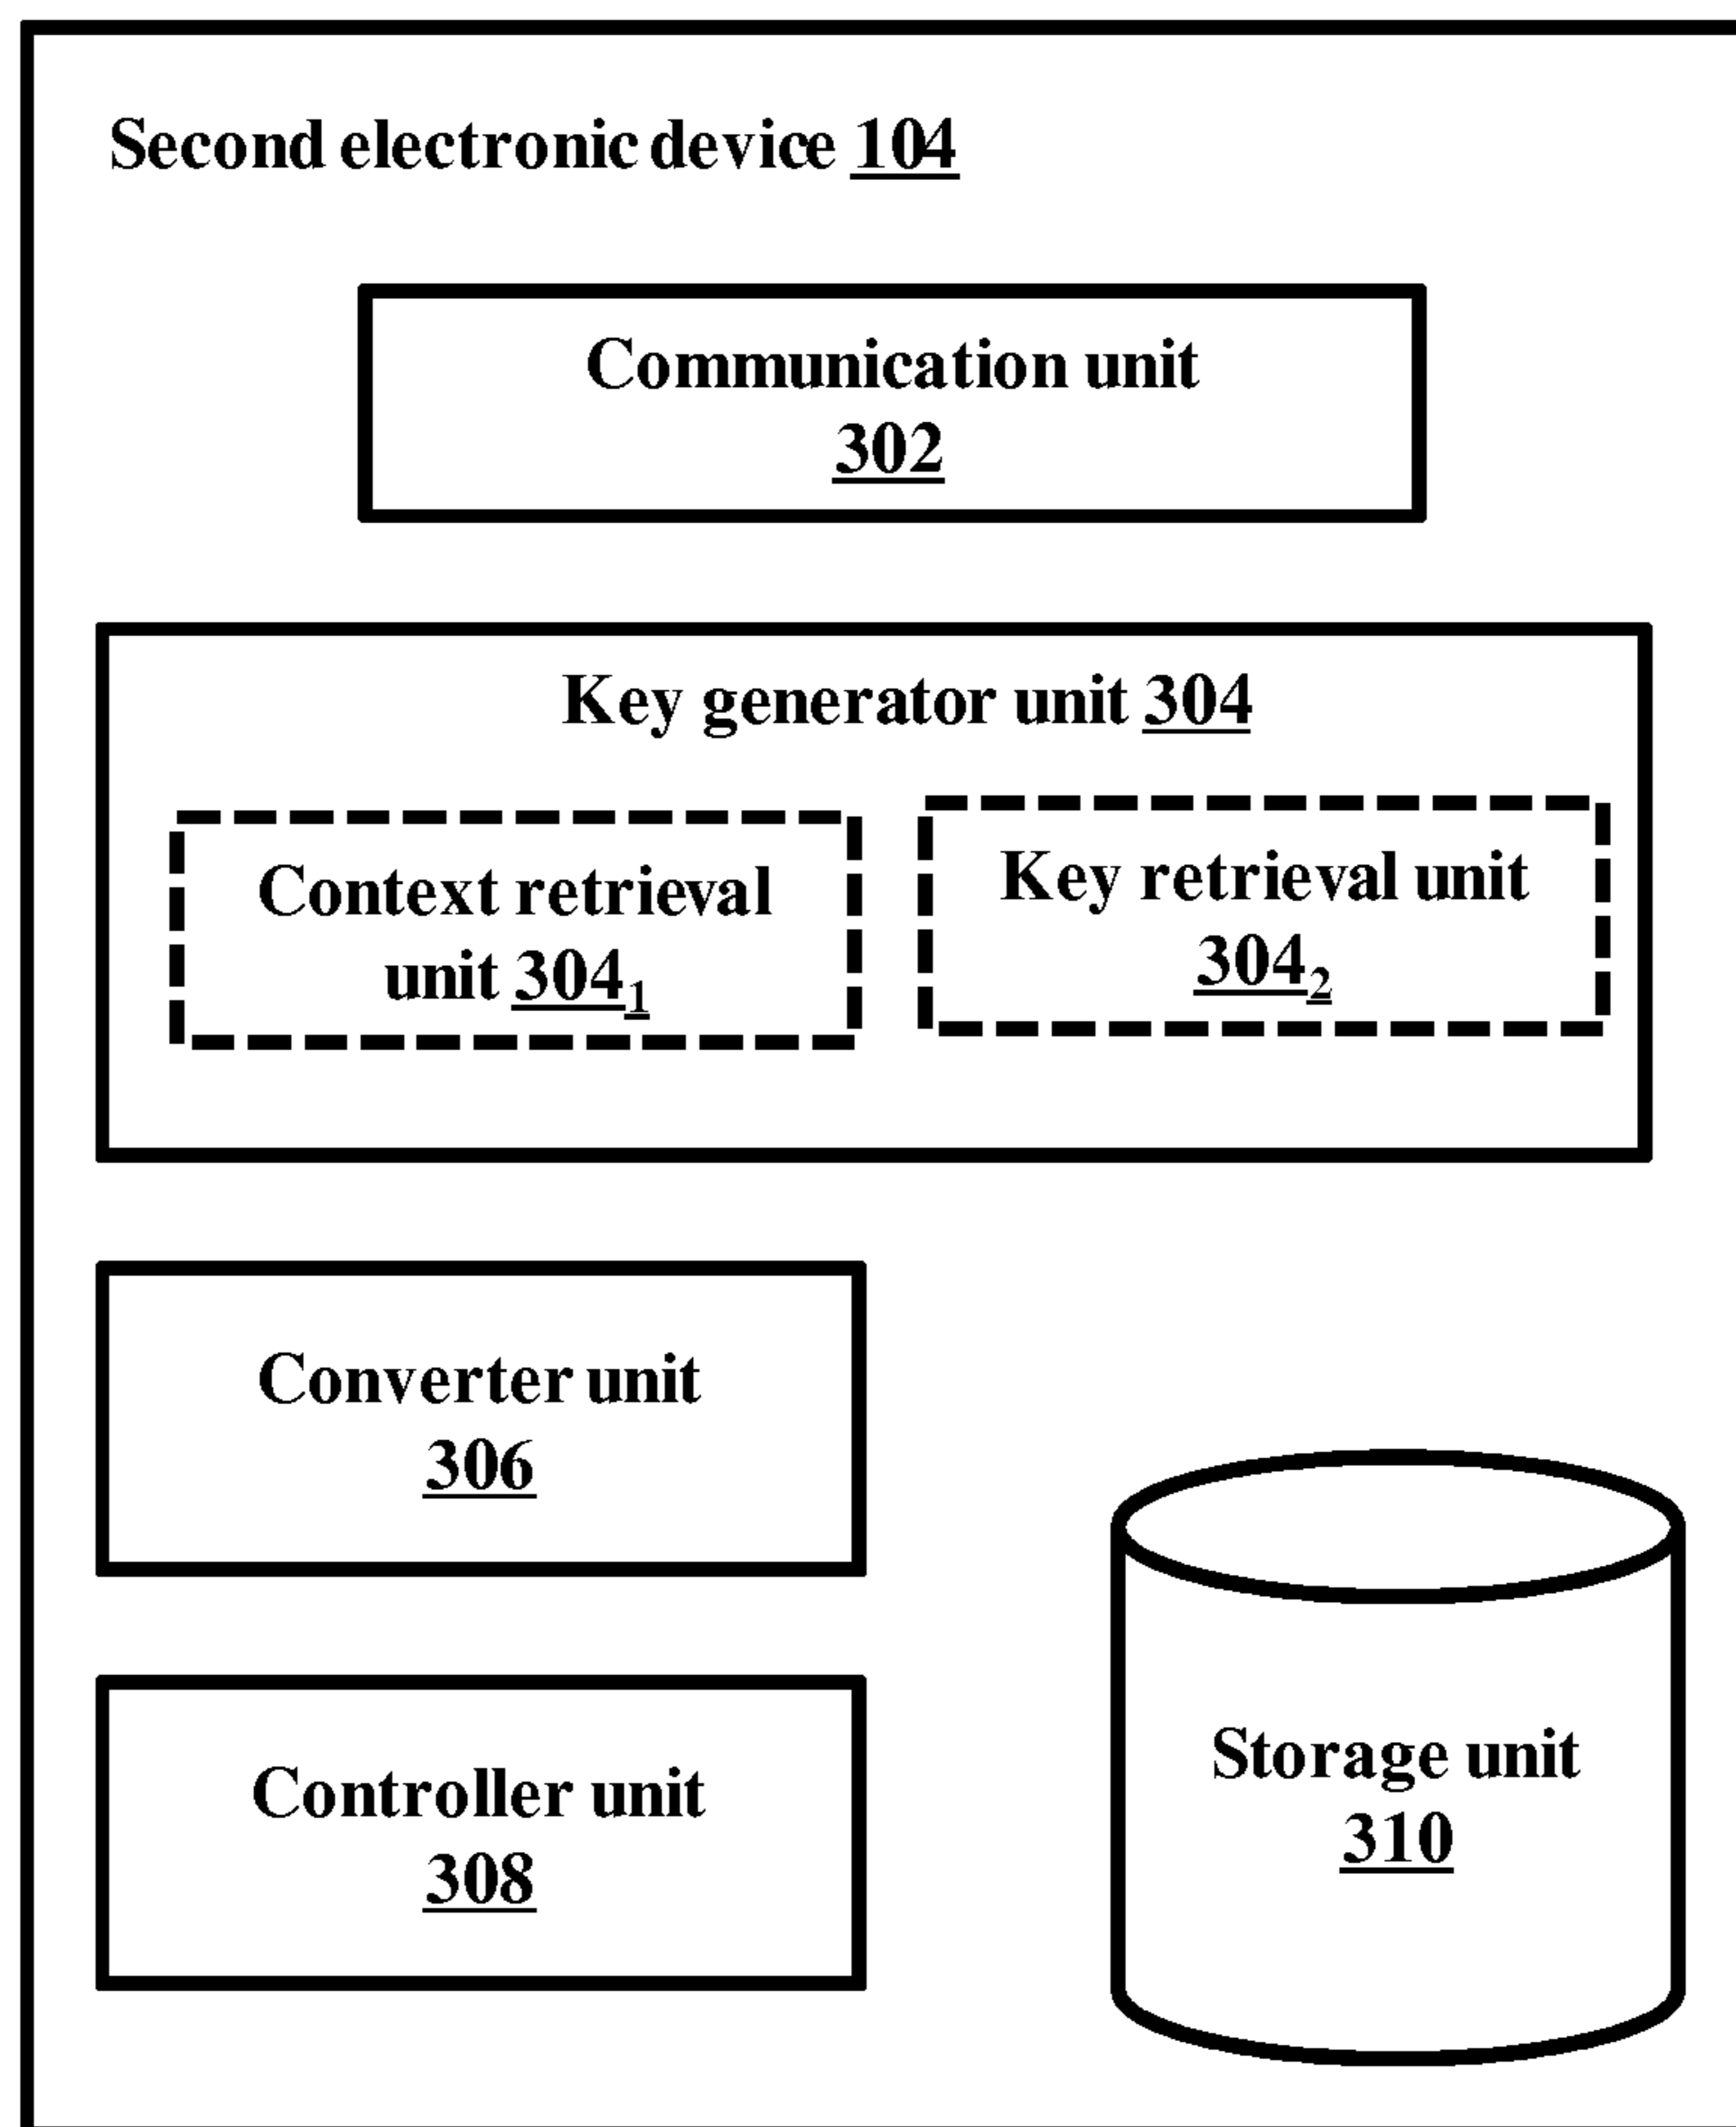 Second electronic device 104
Communication unit
302
Key generator unit 304
Context retrieval
unit 304₁
Key retrieval unit
304₂
Converter unit
306
Controller unit
308
Storage unit
310